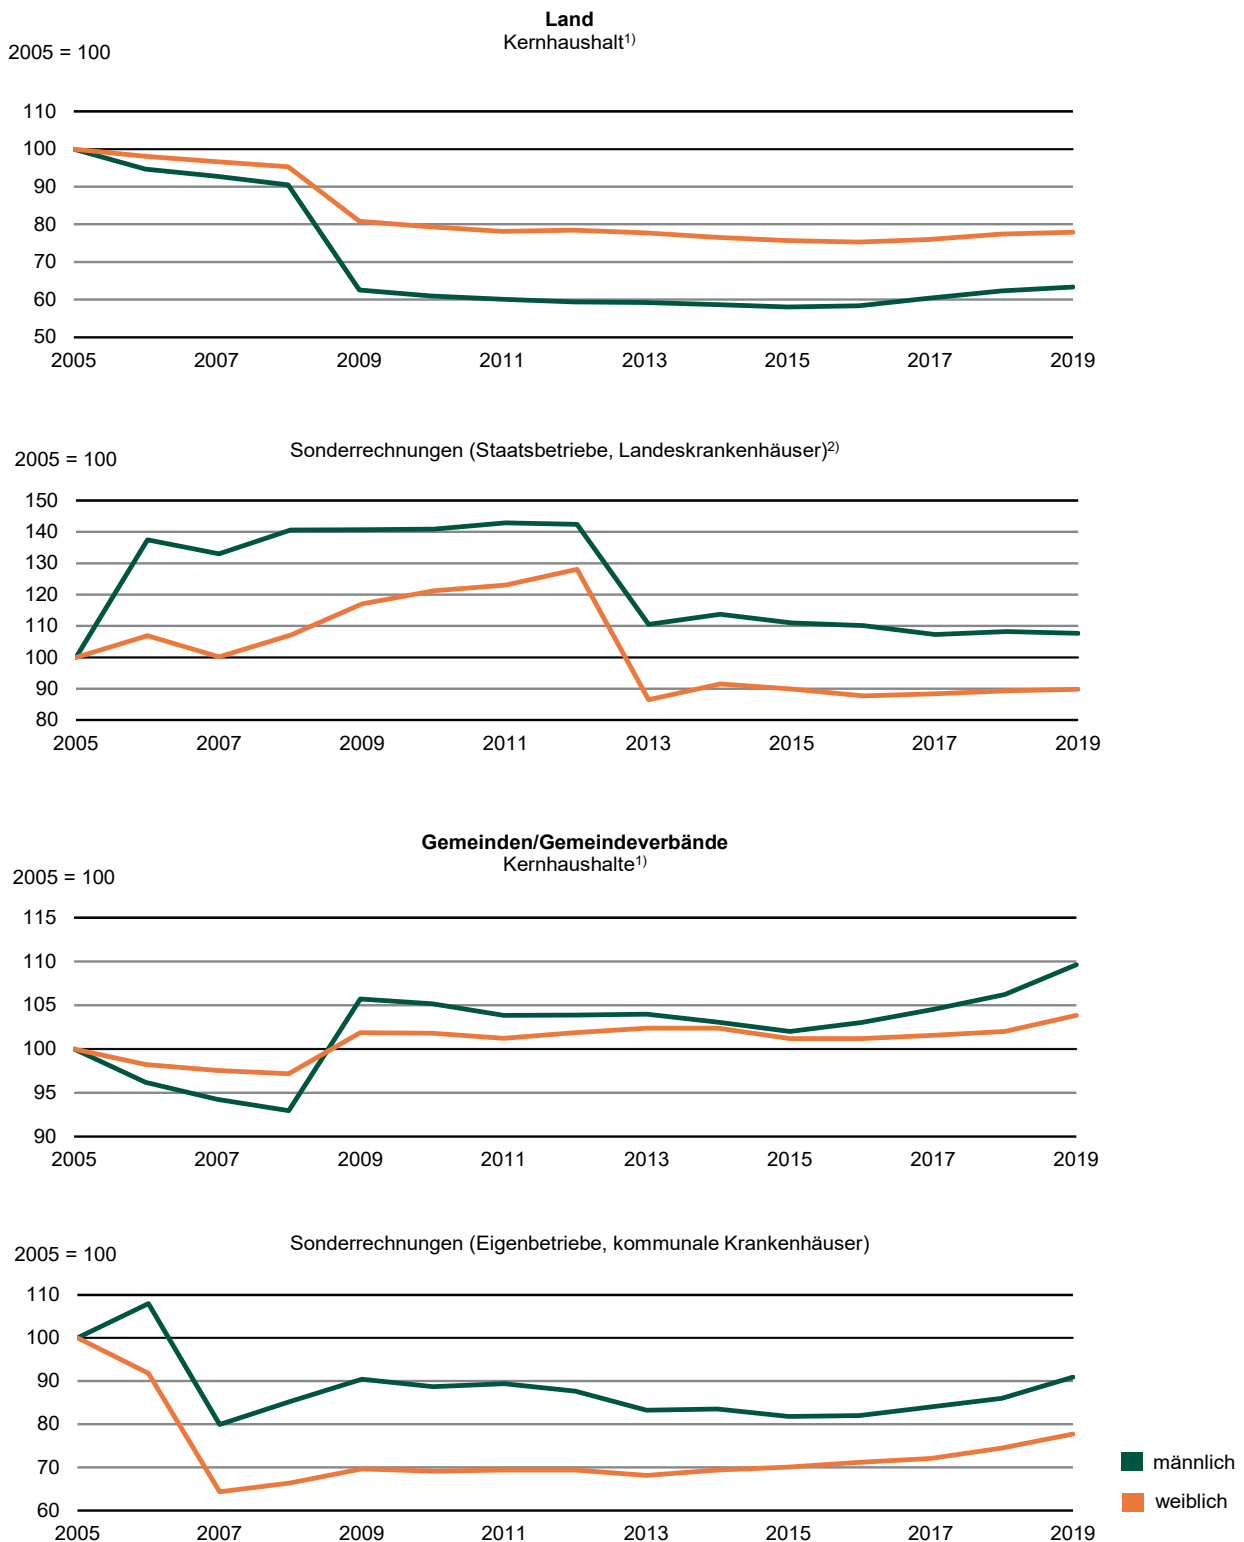 Land
Kernhaushalt1)
2005 = 100
110
100
90
80
70
60
50
2005 2007 2009 2011 2013 2015 2017 2019
Sonderrechnungen (Staatsbetriebe, Landeskrankenhäuser)2)
2005 = 100
150
140
130
120
110
100
90
80
2005 2007 2009 2011 2013 2015 2017 2019
Gemeinden/Gemeindeverbände
Kernhaushalte1)
2005 = 100
115
110
105
100
95
90
2005 2007 2009 2011 2013 2015 2017 2019
Sonderrechnungen (Eigenbetriebe, kommunale Krankenhäuser)
2005 = 100
110
100
90
80
70
60
2005 2007 2009 2011 2013 2015 2017 2019
männlich
weiblich